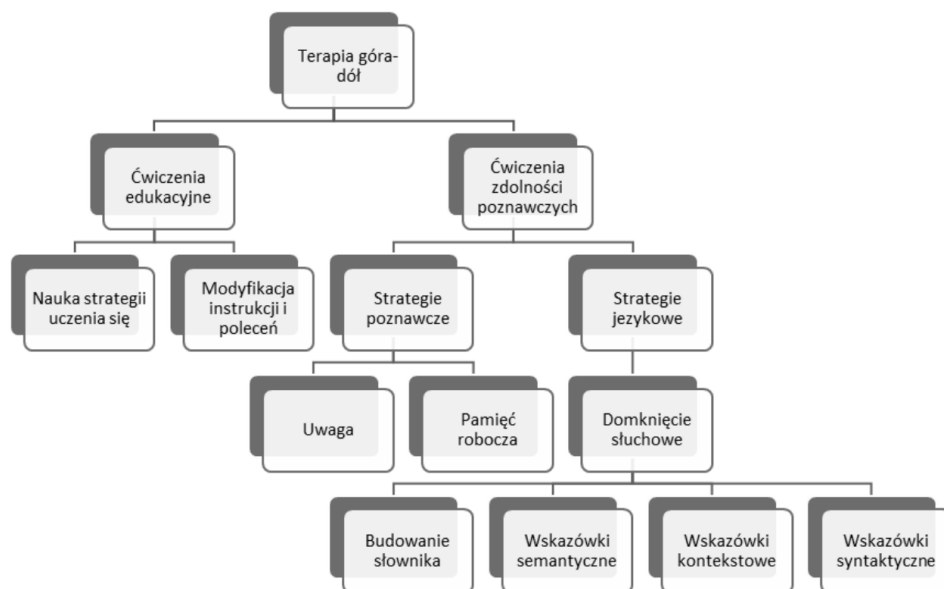 Terapia góra-
dół
Ćwiczenia
edukacyjne
Ćwiczenia
zdolności
poznawczych
Nauka strategii
uczenia się
Modyfikacja
instrukcji i
poleceń
Strategie
poznawcze
Strategie
jezykowe
Uwaga
Pamięć
robocza
Domknięcie
słuchowe
Budowanie
słownika
Wskazówki
semantyczne
Wskazówki
kontekstowe
Wskazówki
syntaktyczne